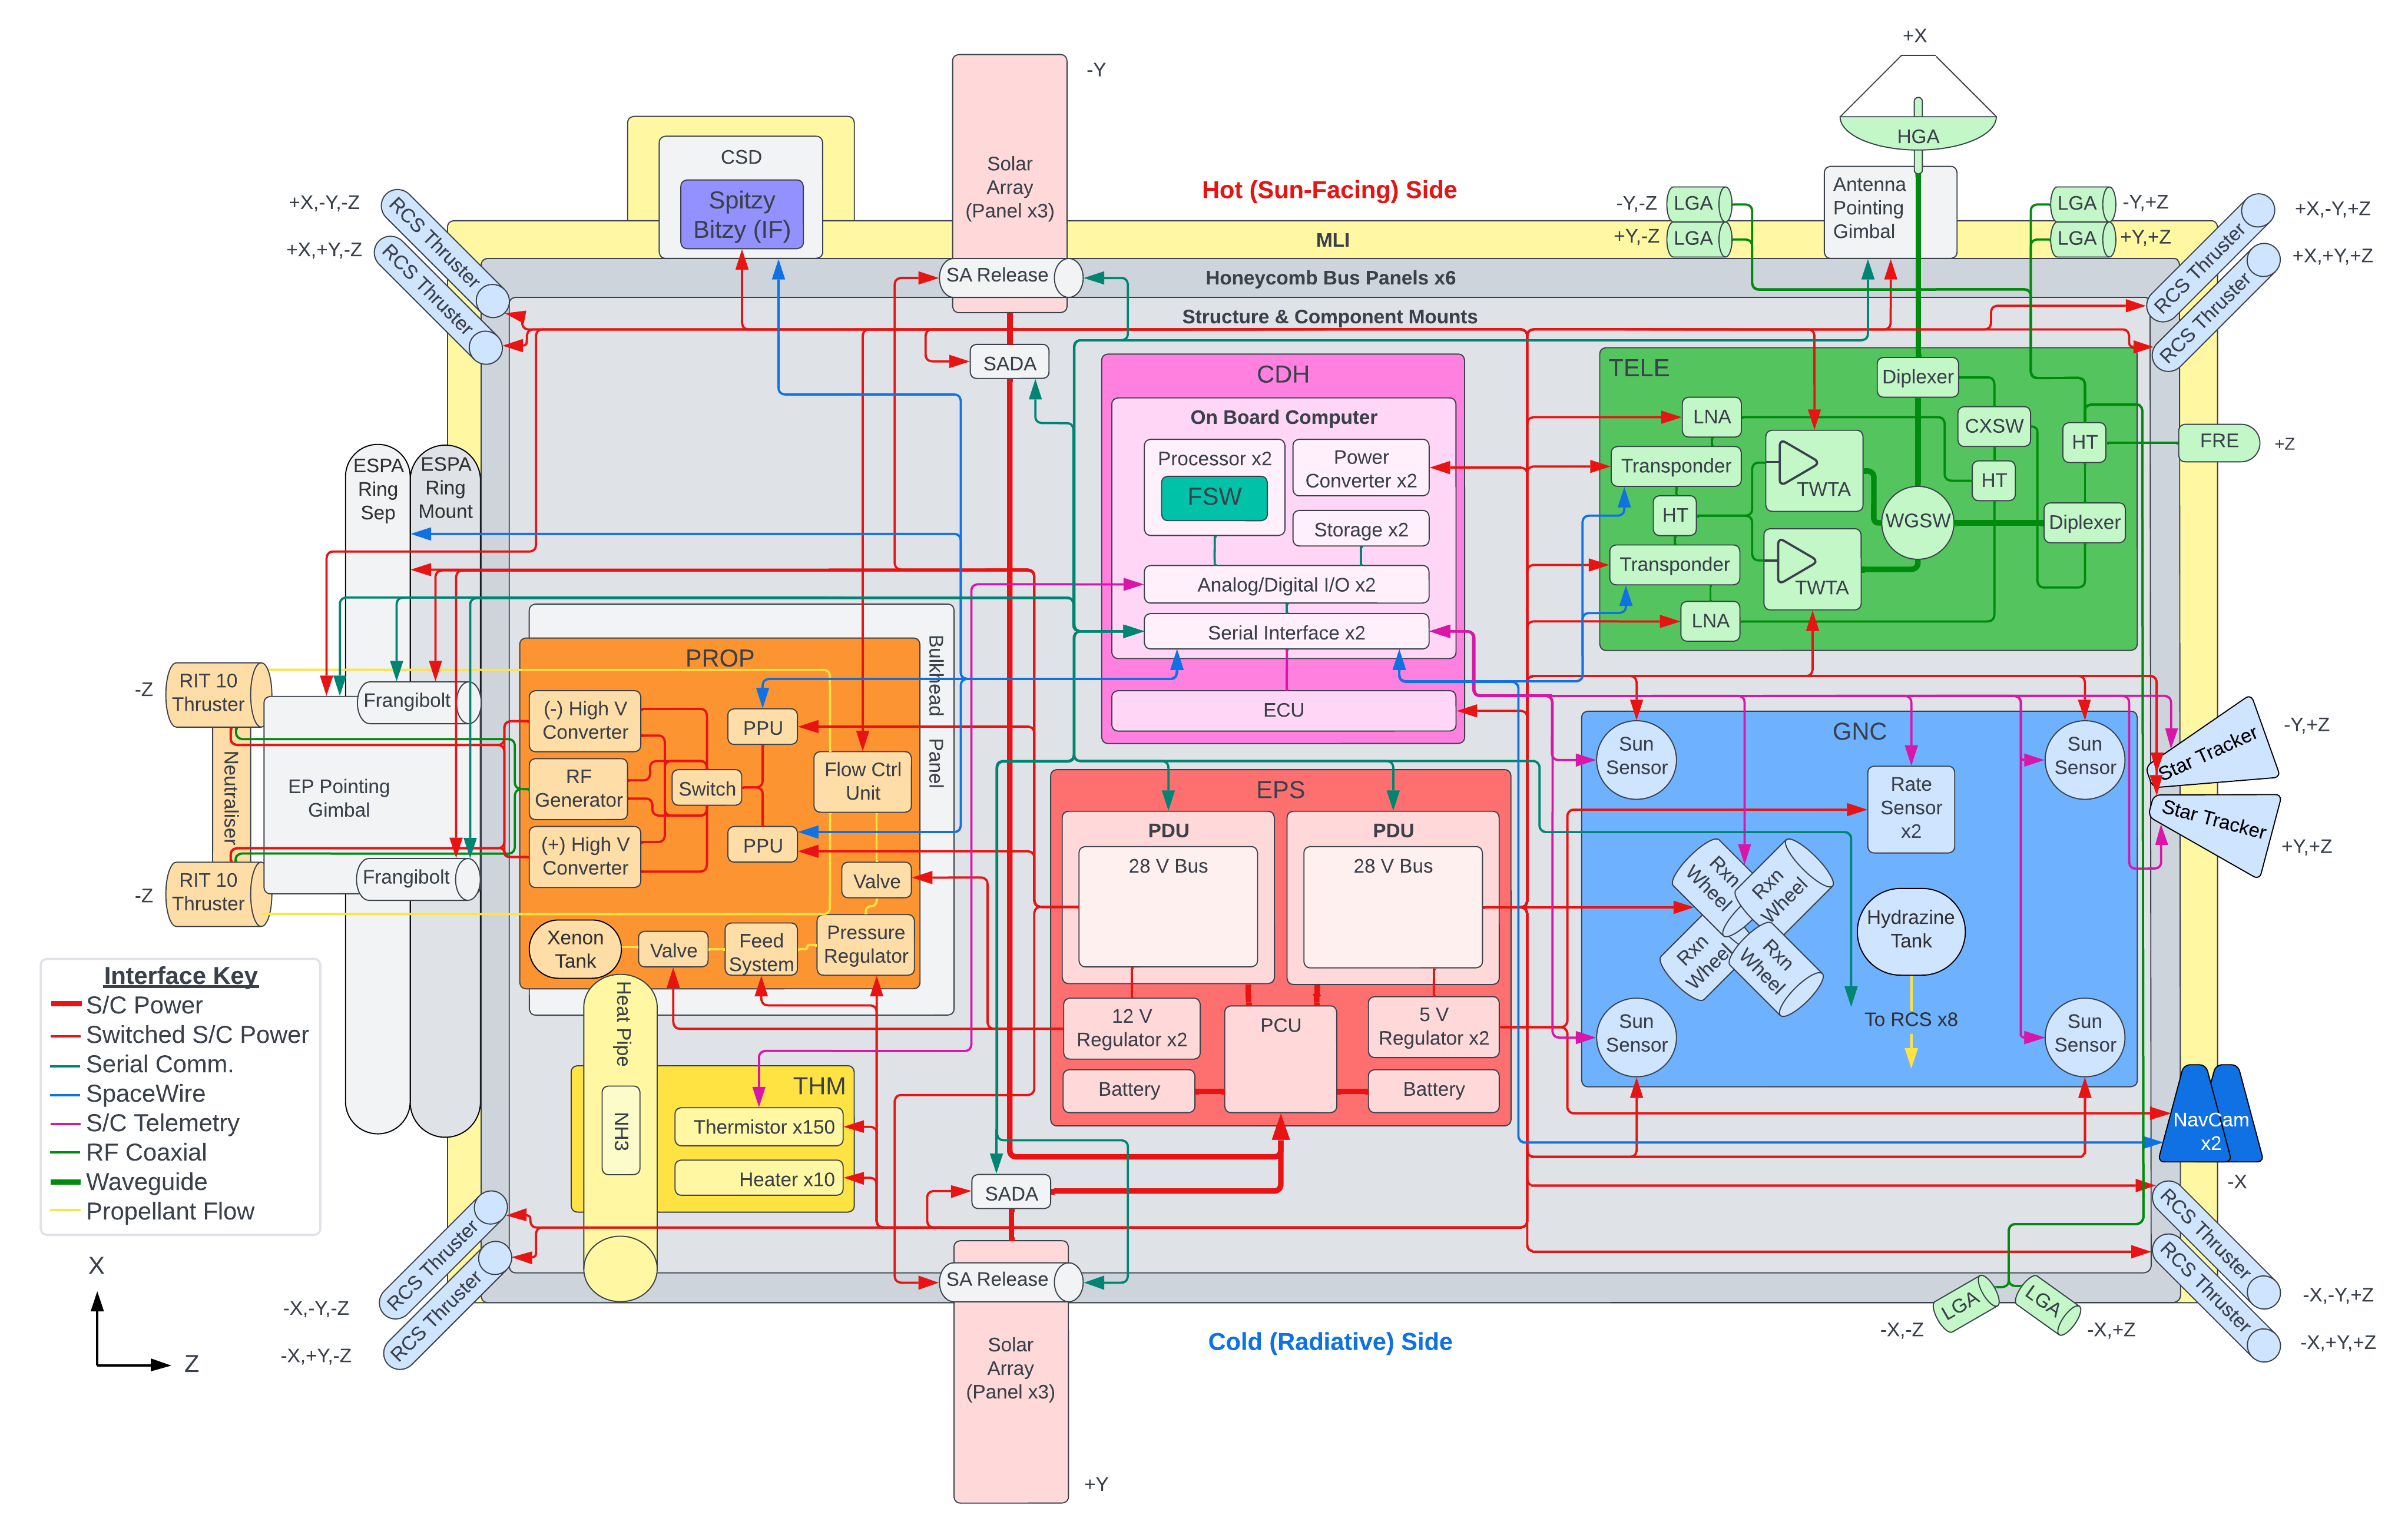 +X
-Y
HGA
CSD
Spitzy
Bitzy (IF)
Solar
Array
(Panel x3)
Hot (Sun-Facing) Side
Antenna
Pointing
Gimbal
-Y,-Z
LGA
+Y,-Z
LGA
LGA
-Y,+Z
LGA
+Y,+Z
+X,-Y,-Z
RCS Thruster
+X,+Y,-Z
RCS Thruster
+X,-Y,+Z
RCS Thruster
+X,+Y,+Z
RCS Thruster
MLI
SA Release
Honeycomb Bus Panels x6
Structure & Component Mounts
SADA
CDH
On Board Computer
Processor x2
FSW
Power
Converter x2
Storage x2
Analog/Digital I/O x2
Serial Interface x2
ECU
TELE
Diplexer
LNA
CXSW
HT
Transponder
TWTA
HT
HT
WGSW
Diplexer
Transponder
TWTA
LNA
FRE
+Z
ESPA
Ring
Sep
ESPA
Ring
Mount
PROP
Bulkhead Panel
-Z
RIT 10
Thruster
Frangibolt
(-) High V
Converter
PPU
RF
Generator
Switch
Flow Ctrl
Unit
Neutraliser
EP Pointing
Gimbal
(+) High V
Converter
PPU
Valve
-Z
RIT 10
Thruster
Frangibolt
Xenon
Tank
Valve
Feed
System
Pressure
Regulator
EPS
PDU
28 V Bus
PDU
28 V Bus
12 V
Regulator x2
PCU
5 V
Regulator x2
Battery
Battery
GNC
Sun
Sensor
Sun
Sensor
Rate
Sensor
x2
Rxn
Wheel
Rxn
Wheel
Rxn
Wheel
Rxn
Wheel
Hydrazine
Tank
To RCS x8
Sun
Sensor
Sun
Sensor
Star Tracker
-Y,+Z
Star Tracker
+Y,+Z
NavCam
x2
-X
Interface Key
S/C Power
Switched S/C Power
Serial Comm.
SpaceWire
S/C Telemetry
RF Coaxial
Waveguide
Propellant Flow
Heat Pipe
NH3
THM
Thermistor x150
Heater x10
SADA
SA Release
X
Z
RCS Thruster
-X,-Y,-Z
RCS Thruster
-X,+Y,-Z
Solar
Array
(Panel x3)
Cold (Radiative) Side
LGA
-X,-Z
LGA
-X,+Z
RCS Thruster
-X,-Y,+Z
RCS Thruster
-X,+Y,+Z
+Y